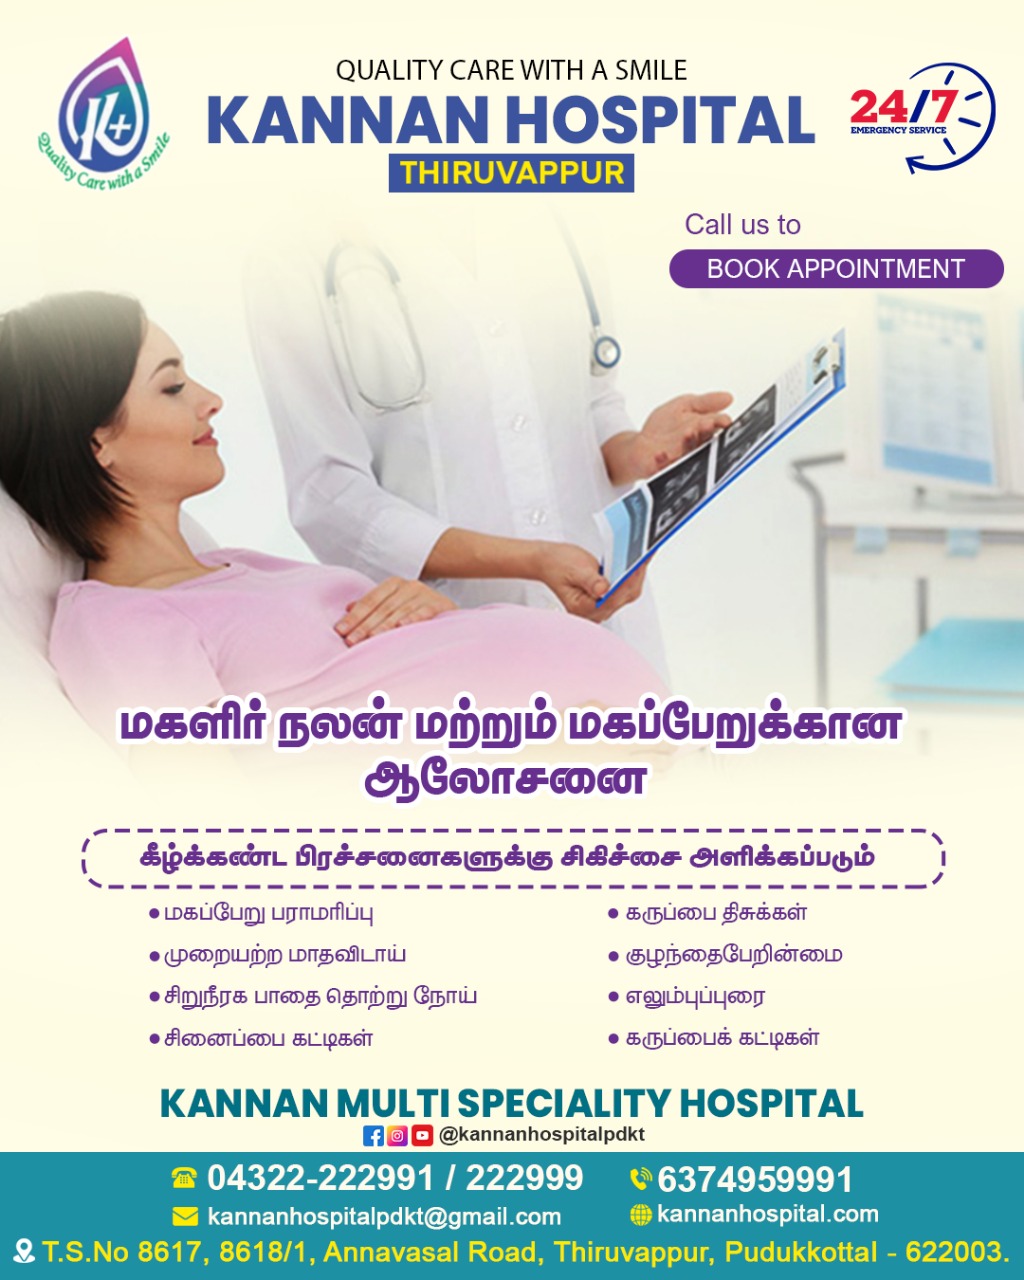 QUALITY CARE WITH A SMILE
KANNAN HOSPITAL
THIRUVAPPUR
K+
Quality Care with a Smile
24/7
EMERGENCY SERVICE
Call us to
BOOK APPOINTMENT
மகளிர் நலன் மற்றும் மகப்பேறுக்கான
ஆலோசனை
கீழ்க்கண்ட பிரச்சனைகளுக்கு சிகிச்சை அளிக்கப்படும்
• மகப்பேறு பராமரிப்பு
• முறையற்ற மாதவிடாய்
• சிறுநீரக பாதை தொற்று நோய்
• சினைப்பை கட்டிகள்
• கருப்பை திசுக்கள்
• குழந்தைபேறின்மை
• எலும்புப்புரை
• கருப்பைக் கட்டிகள்
KANNAN MULTI SPECIALITY HOSPITAL
@kannanhospitalpdkt
04322-222991 / 222999
6374959991
kannanhospitalpdkt@gmail.com
kannanhospital.com
T.S.No 8617, 8618/1, Annavasal Road, Thiruvappur, Pudukkottal - 622003.